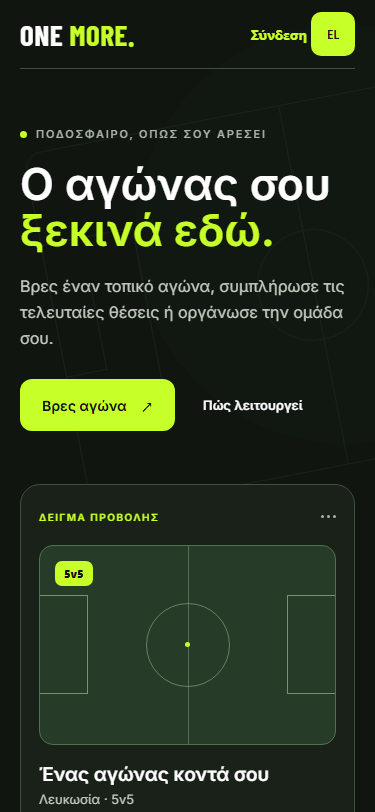 ONE MORE.
Σύνδεση
EL
ΠΟΔΟΣΦΑΙΡΟ, ΟΠΩΣ ΣΟΥ ΑΡΕΣΕΙ
Ο αγώνας σου
ξεκινά εδώ.
Βρες έναν τοπικό αγώνα, συμπλήρωσε τις
τελευταίες θέσεις ή οργάνωσε την ομάδα
σου.
Βρες αγώνα ↗
Πώς λειτουργεί
ΔΕΙΓΜΑ ΠΡΟΒΟΛΗΣ
5v5
Ένας αγώνας κοντά σου
Λευκωσία · 5v5